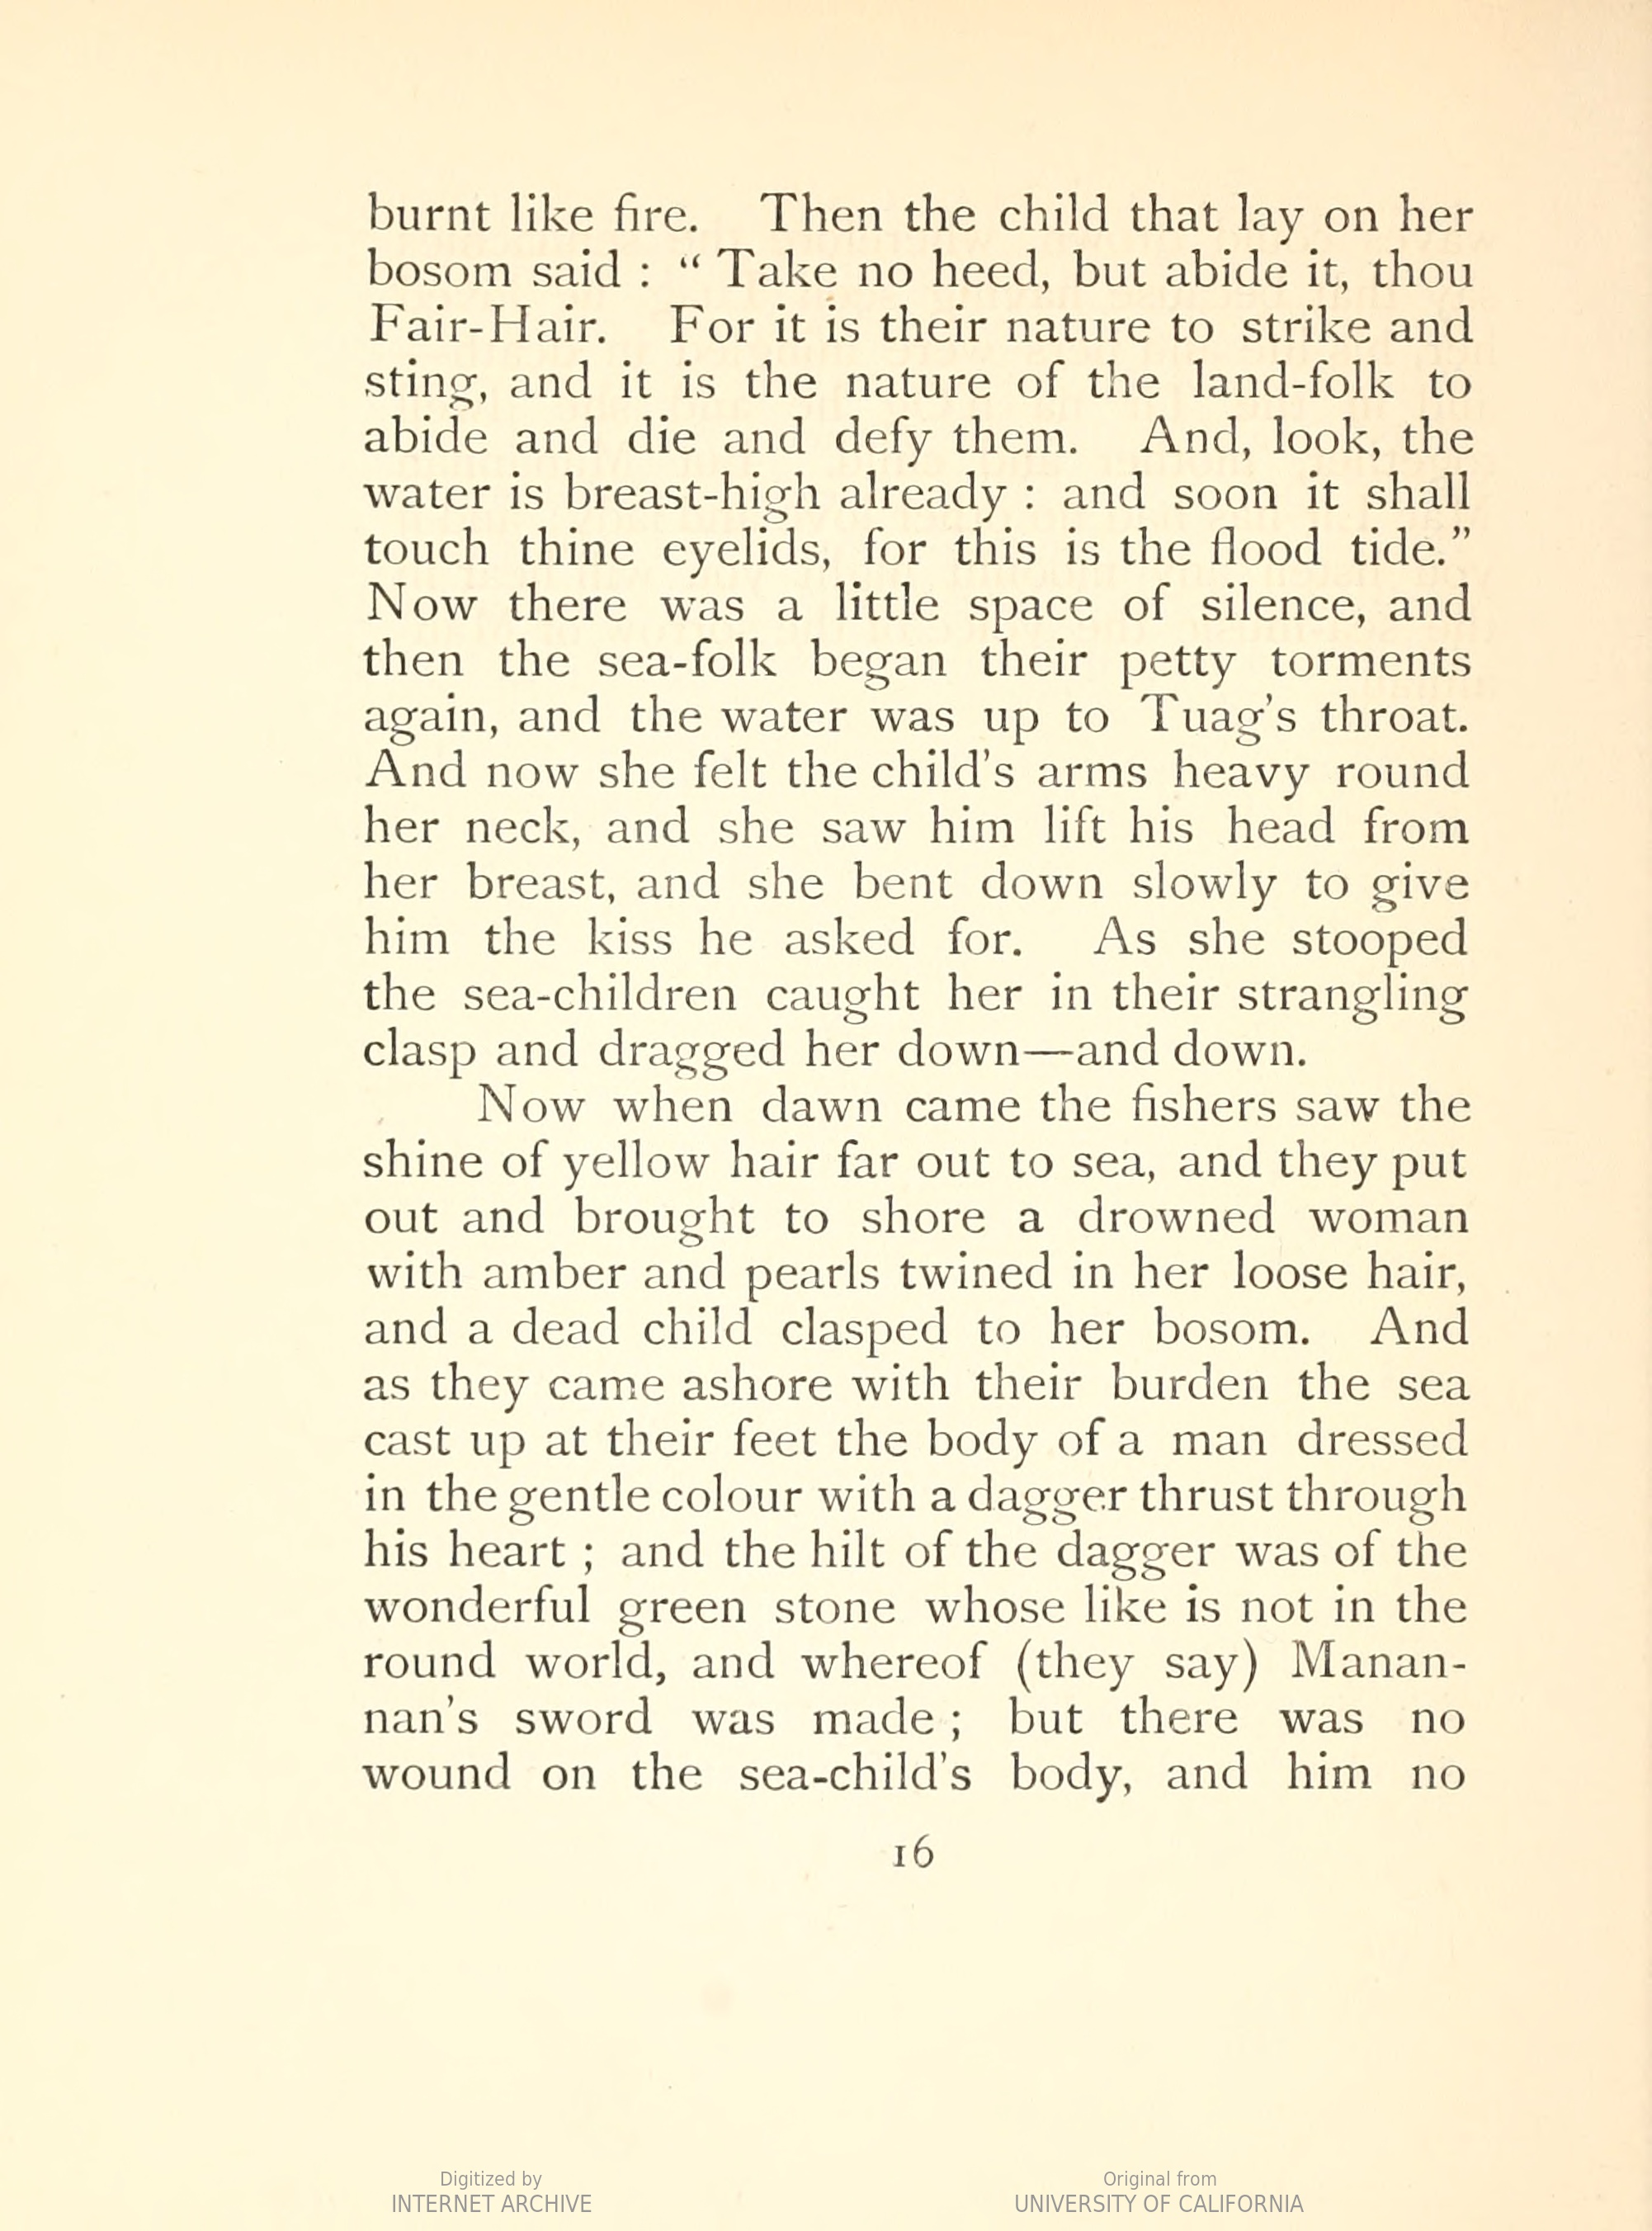 burnt like fire. Then the child that lay on her
bosom said : “ Take no heed, but abide it, thou
Fair-Hair. For it is their nature to strike and
sting, and it is the nature of the land-folk to
abide and die and defy them. And, look, the
water is breast-high already : and soon it shall
touch thine eyelids, for this is the flood tide.”
Now there was a little space of silence, and
then the sea-folk began their petty torments
again, and the water was up to Tuag’s throat.
And now she felt the child’s arms heavy round
her neck, and she saw him lift his head from
her breast, and she bent down slowly to give
him the kiss he asked for. As she stooped
the sea-children caught her in their strangling
clasp and dragged her down—and down.
Now when dawn came the fishers saw the
shine of yellow hair far out to sea, and they put
out and brought to shore a drowned woman
with amber and pearls twined in her loose hair,
and a dead child clasped to her bosom. And
as they came ashore with their burden the sea
cast up at their feet the body of a man dressed
in the gentle colour with a dagger thrust through
his heart ; and the hilt of the dagger was of the
wonderful green stone whose like is not in the
round world, and whereof (they say) Manan-
nan’s sword was made ; but there was no
wound on the sea-child’s body, and him no
16
Digitized by
INTERNET ARCHIVE
Original from
UNIVERSITY OF CALIFORNIA